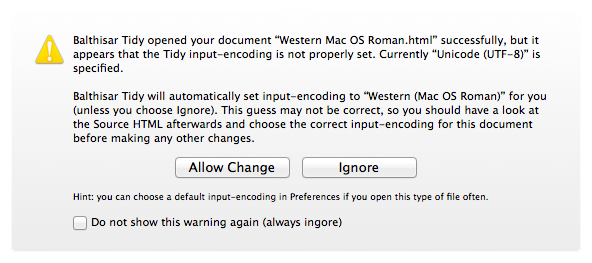 Balthisar Tidy opened your document “Western Mac OS Roman.html” successfully, but it
appears that the Tidy input-encoding is not properly set. Currently “Unicode (UTF-8)” is
specified.
Balthisar Tidy will automatically set input-encoding to “Western (Mac OS Roman)” for you
(unless you choose Ignore). This guess may not be correct, so you should have a look at
the Source HTML afterwards and choose the correct input-encoding for this document
before making any other changes.
Allow Change
Ignore
Hint: you can choose a default input-encoding in Preferences if you open this type of file often.
Do not show this warning again (always ingore)